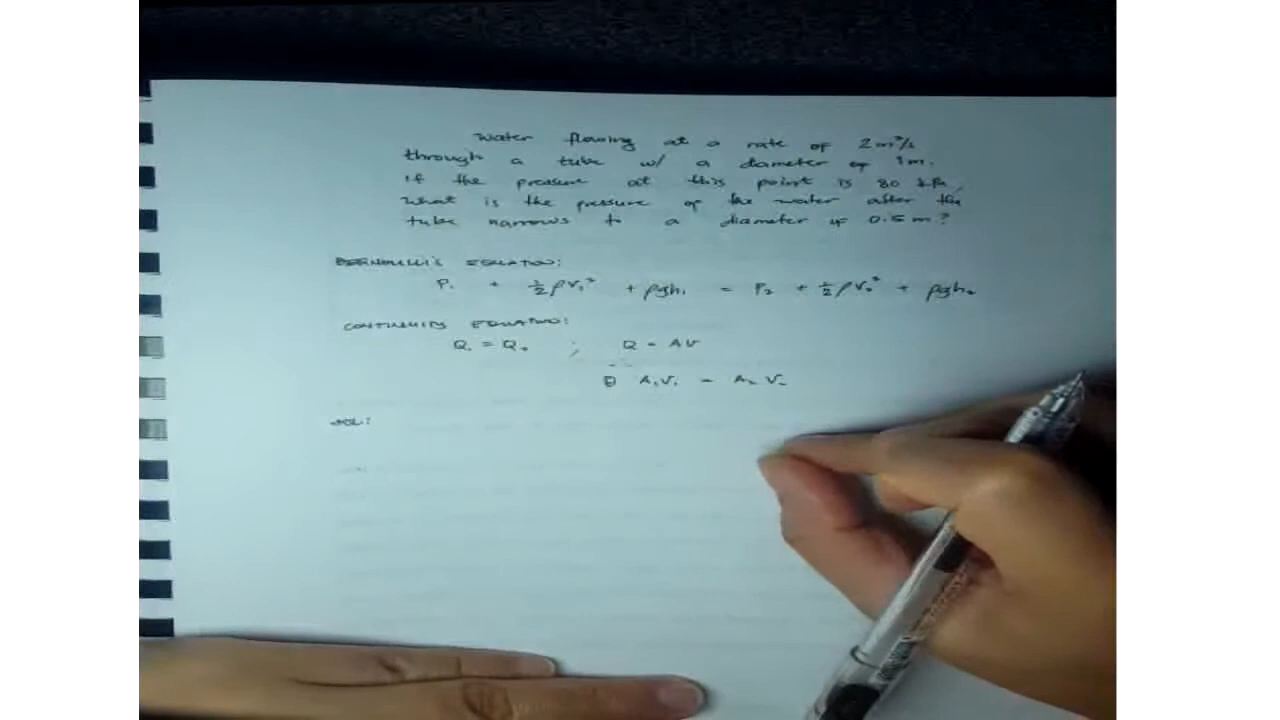 Water flowing at a rate of 2 m³/s
through a tube w/ a diameter of 1m.
If the pressure at this point is 80 kPa,
what is the pressure of the water after the
tube narrows to a diameter of 0.5 m?
BERNOULLI'S EQUATION:
P₁ + ½ρV₁² + ρgh₁ = P₂ + ½ρV₂² + ρgh₂
CONTINUITY EQUATION:
Q₁ = Q₂ ; Q = AV
A₁V₁ = A₂V₂
SOL: